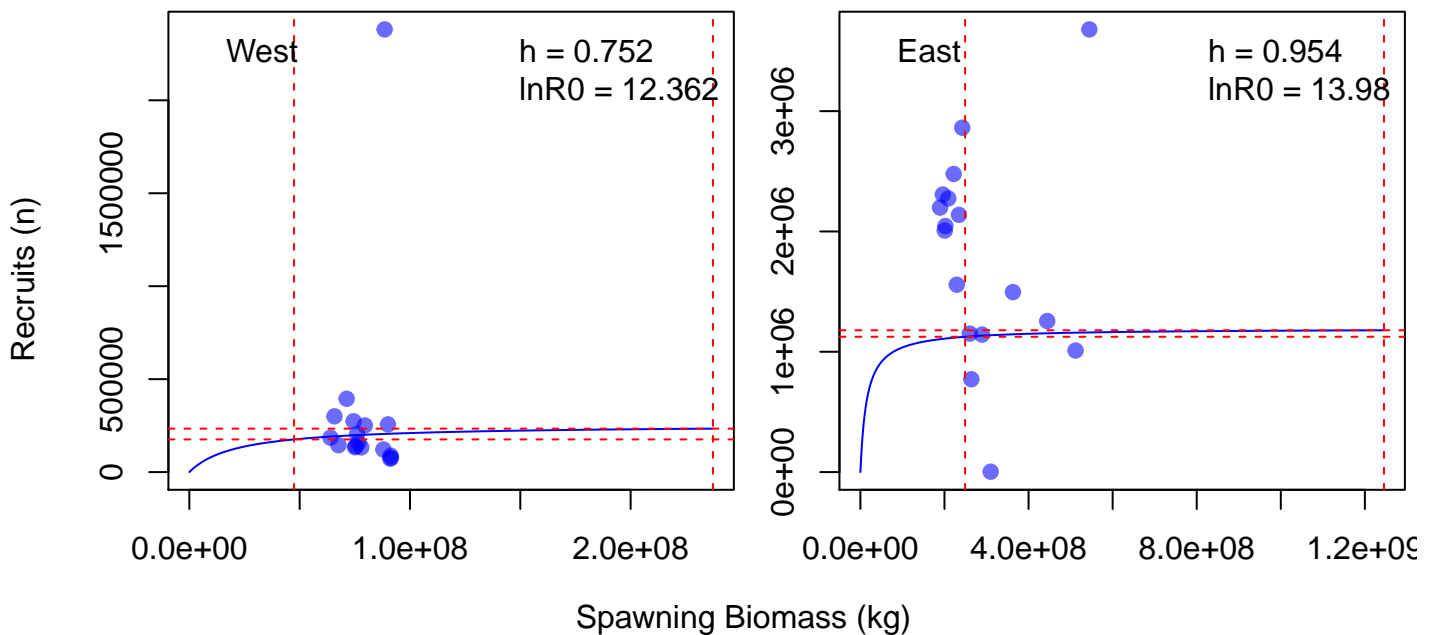 West
h = 0.752
lnR0 = 12.362
East
h = 0.954
lnR0 = 13.98
Recruits (n)
0
500000
1500000
0e+00
1e+06
2e+06
3e+06
0.0e+00
1.0e+08
2.0e+08
0.0e+00
4.0e+08
8.0e+08
1.2e+09
Spawning Biomass (kg)